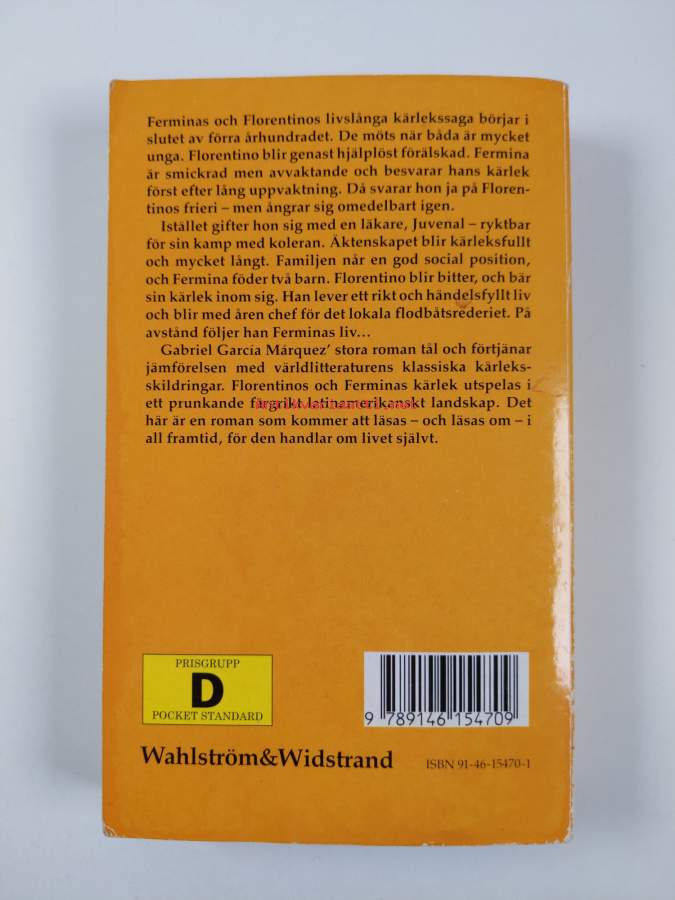 Ferminas och Florentinos livslånga kärlekssaga börjar i
slutet av förra århundradet. De möts när båda är mycket
unga. Florentino blir genast hjälplöst förälskad. Fermina
är smickrad men avvaktande och besvarar hans kärlek
först efter lång uppvaktning. Då svarar hon ja på Floren-
tinos frieri – men ångrar sig omedelbart igen.
Istället gifter hon sig med en läkare, Juvenal – ryktbar
för sin kamp med koleran. Äktenskapet blir kärleksfullt
och mycket långt. Familjen når en god social position,
och Fermina föder två barn. Florentino blir bitter, och bär
sin kärlek inom sig. Han lever ett rikt och händelsfyllt liv
och blir med åren chef för det lokala flodbåtsrederiet. På
avstånd följer han Ferminas liv...
Gabriel García Márquez' stora roman tål och förtjänar
jämförelsen med världlitteraturens klassiska kärleks-
skildringar. Florentinos och Ferminas kärlek utspelas i
ett prunkande färgrikt latinamerikanskt landskap. Det
här är en roman som kommer att läsas – och läsas om – i
all framtid, för den handlar om livet självt.
PRISGRUPP
D
POCKET STANDARD
9 789146 154709
Wahlström&Widstrand
ISBN 91-46-15470-1